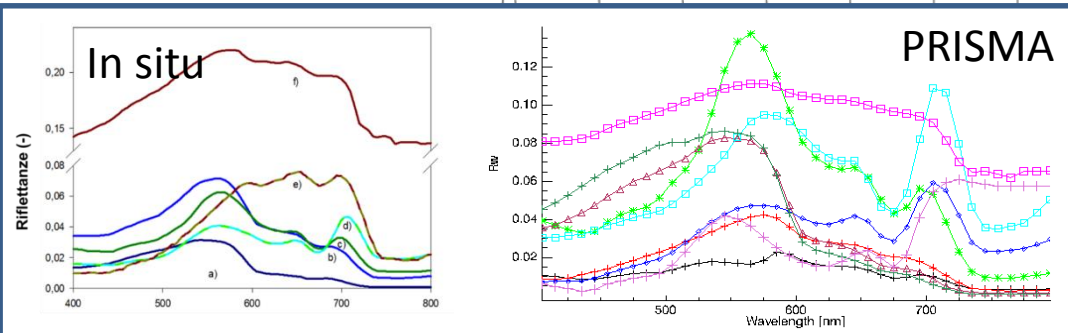 In situ
Riflettanze (-)
0,20
0,15
0,08
0,06
0,04
0,02
0,00
f)
e)
d)
c)
b)
a)
400
500
600
700
800
PRISMA
Rw
0.12
0.10
0.08
0.06
0.04
0.02
500
600
700
Wavelength [nm]